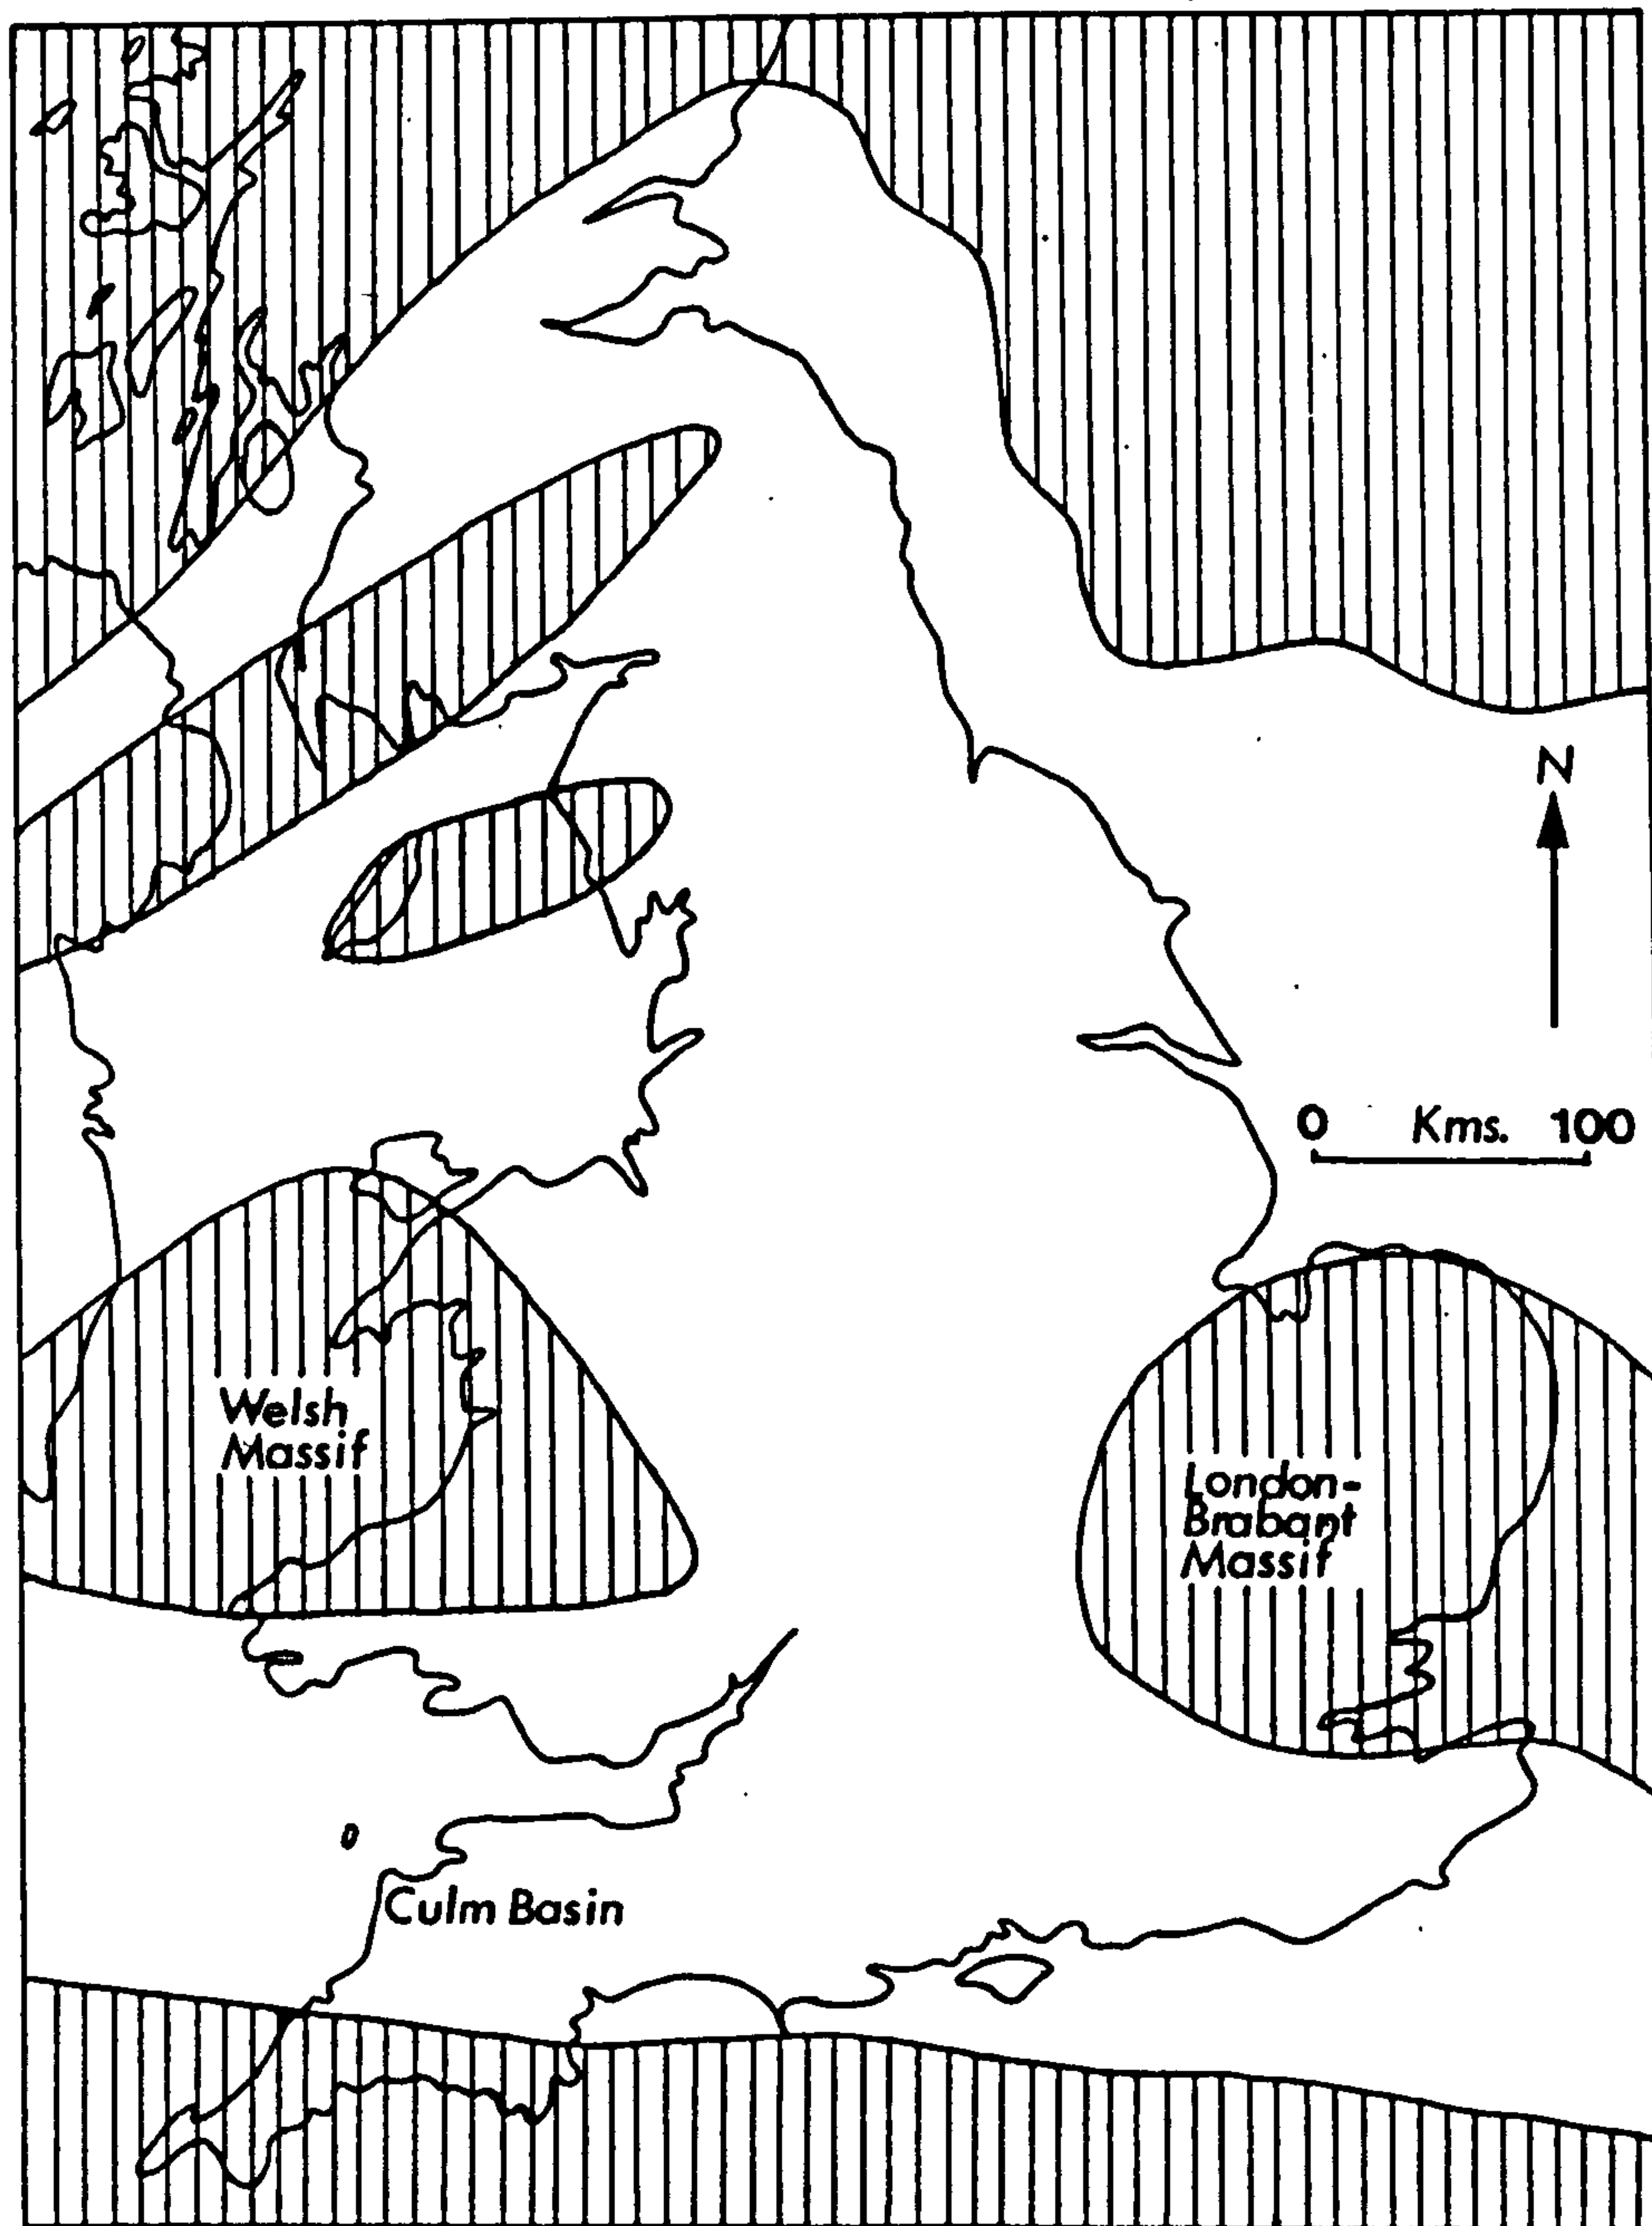 N
0 Kms. 100
Welsh
Massif
London-
Brabant
Massif
Culm Basin